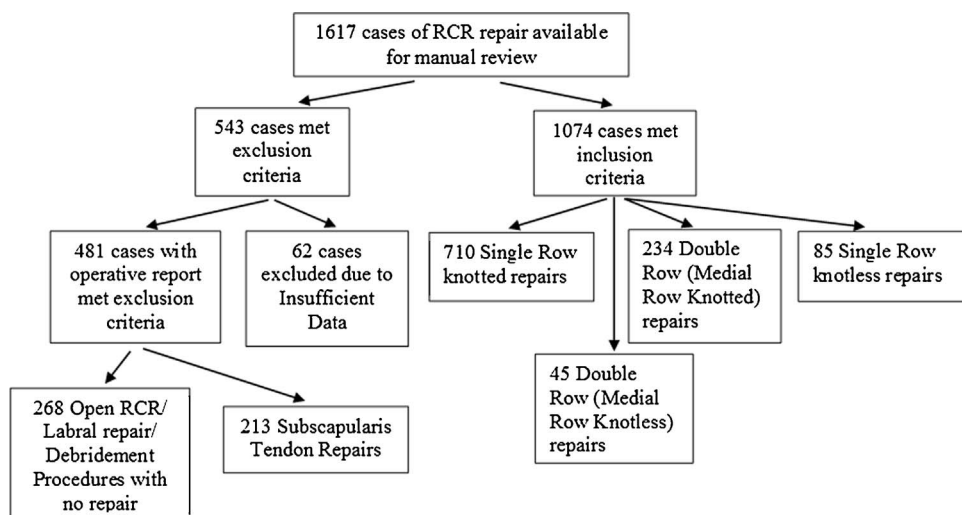 1617 cases of RCR repair available
for manual review
543 cases met
exclusion
criteria
1074 cases met
inclusion
criteria
481 cases with
operative report
met exclusion
criteria
62 cases
excluded due to
Insufficient
Data
710 Single Row
knotted repairs
234 Double
Row (Medial
Row Knotted)
repairs
85 Single Row
knotless repairs
268 Open RCR/
Labral repair/
Debridement
Procedures with
no repair
213 Subscapularis
Tendon Repairs
45 Double
Row (Medial
Row Knotless)
repairs